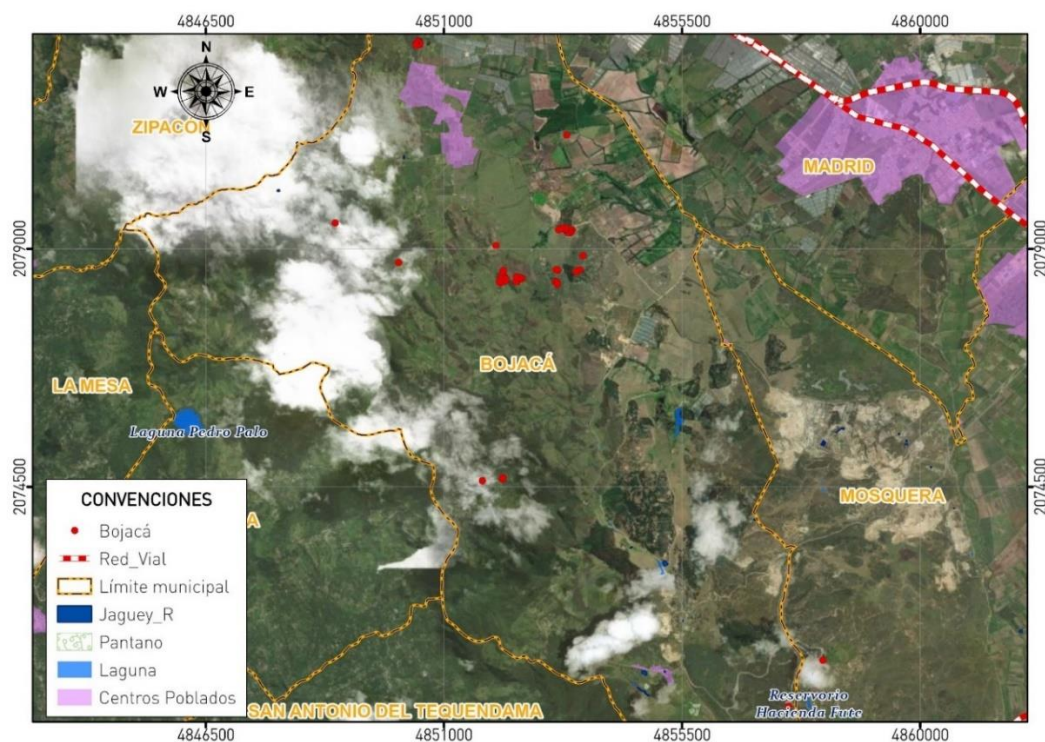 4846500 4851000 4855500 4860000
N
W E
S
ZIPACÓN
MADRID
2079000 2079000
BOJACÁ
LA MESA
Laguna Pedro Palo
2074500 2074500
MOSQUERA
A
CONVENCIONES
Bojacá
Red_Vial
Límite municipal
Jaguey_R
Pantano
Laguna
Centros Poblados
Reservorio
Hacienda Fute
SAN ANTONIO DEL TEQUENDAMA
4846500 4851000 4855500 4860000